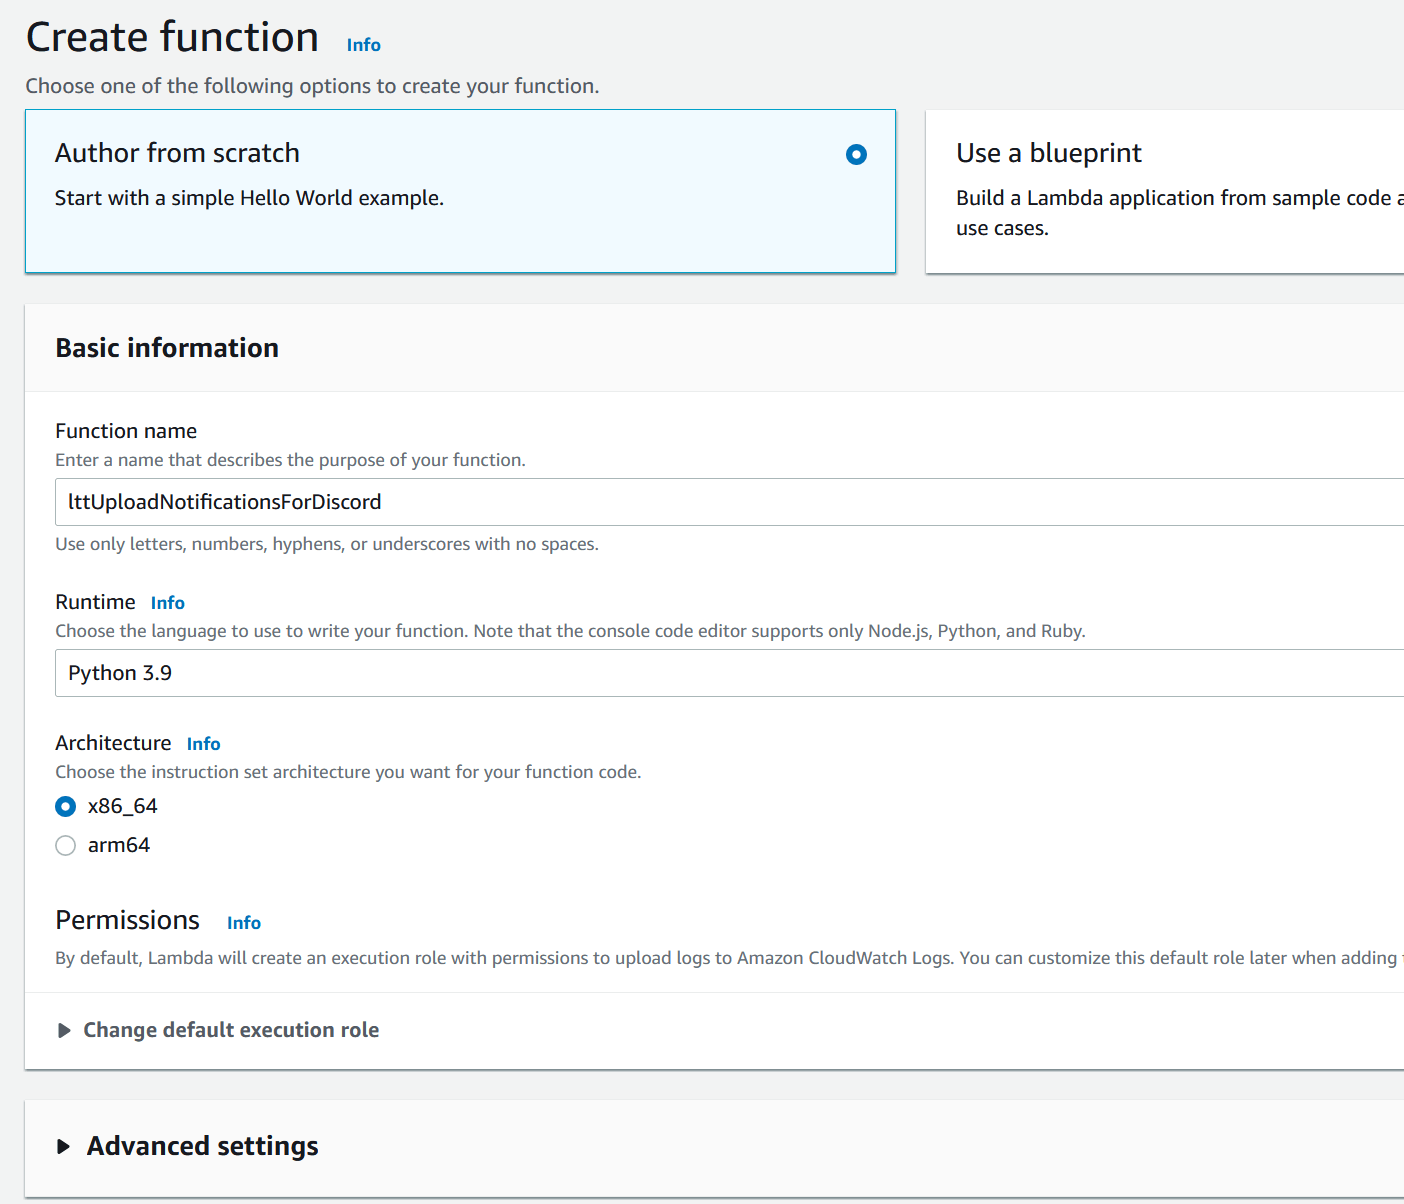 Create function Info
Choose one of the following options to create your function.
Author from scratch
Start with a simple Hello World example.
Use a blueprint
Build a Lambda application from sample code
use cases.
Basic information
Function name
Enter a name that describes the purpose of your function.
lttUploadNotificationsForDiscord
Use only letters, numbers, hyphens, or underscores with no spaces.
Runtime Info
Choose the language to use to write your function. Note that the console code editor supports only Node.js, Python, and Ruby.
Python 3.9
Architecture Info
Choose the instruction set architecture you want for your function code.
x86_64
arm64
Permissions Info
By default, Lambda will create an execution role with permissions to upload logs to Amazon CloudWatch Logs. You can customize this default role later when adding
Change default execution role
Advanced settings